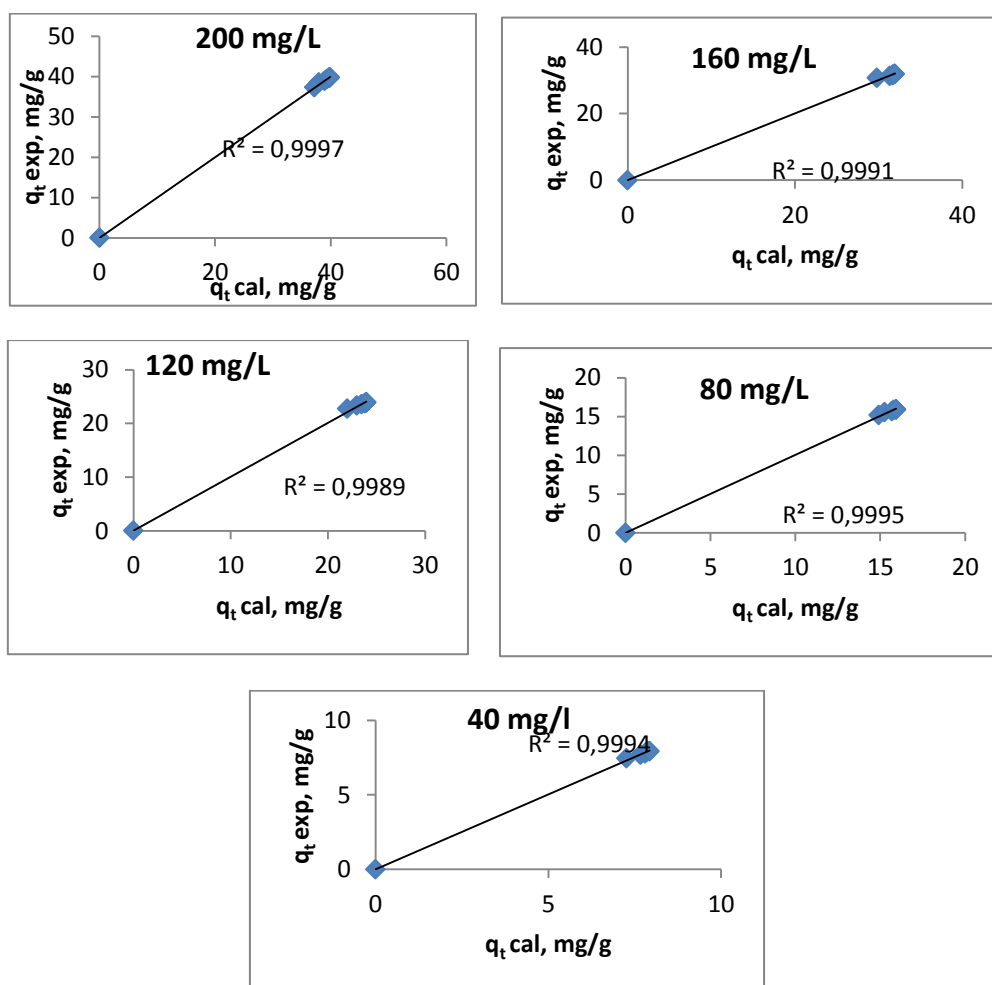 200 mg/L
50
40
30
20
10
0
q_t exp, mg/g
R² = 0,9997
0 20 40 60
q_t cal, mg/g
160 mg/L
40
20
0
q_t exp, mg/g
R² = 0,9991
0 20 40
q_t cal, mg/g
120 mg/L
30
20
10
0
q_t exp, mg/g
R² = 0,9989
0 10 20 30
q_t cal, mg/g
80 mg/L
20
15
10
5
0
q_t exp, mg/g
R² = 0,9995
0 5 10 15 20
q_t cal, mg/g
40 mg/l
10
5
0
q_t exp, mg/g
R² = 0,9994
0 5 10
q_t cal, mg/g